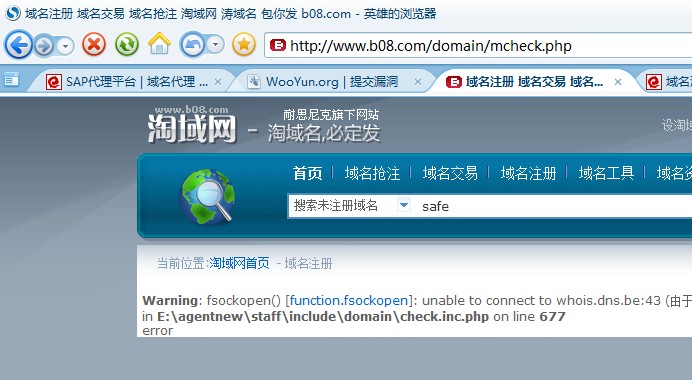 域名注册 域名交易 域名抢注 淘域网 涛域名 包你发 b08.com - 英雄的浏览器
http://www.b08.com/domain/mcheck.php
SAP代理平台 | 域名代理 ... × WooYun.org | 提交漏洞 × 域名注册 域名交易 域名... × 域名
www.b08.com 耐思尼克旗下网站
淘域网 - 淘域名,必定发
设淘域
首页 域名抢注 域名交易 域名注册 域名工具 域名资
搜索未注册域名 safe
当前位置:淘域网首页 - 域名注册
Warning: fsockopen() [function.fsockopen]: unable to connect to whois.dns.be:43 (由于
in E:\agentnew\staff\include\domain\check.inc.php on line 677
error